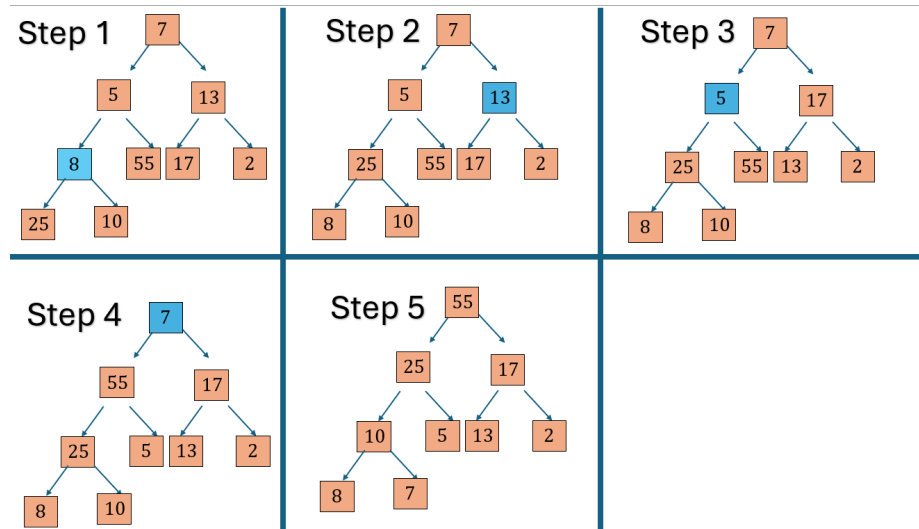 Step 1
7
5 13
8 55 17 2
25 10
Step 2
7
5 13
25 55 17 2
8 10
Step 3
7
5 17
25 55 13 2
8 10
Step 4
7
55 17
25 5 13 2
8 10
Step 5
55
25 17
10 5 13 2
8 7